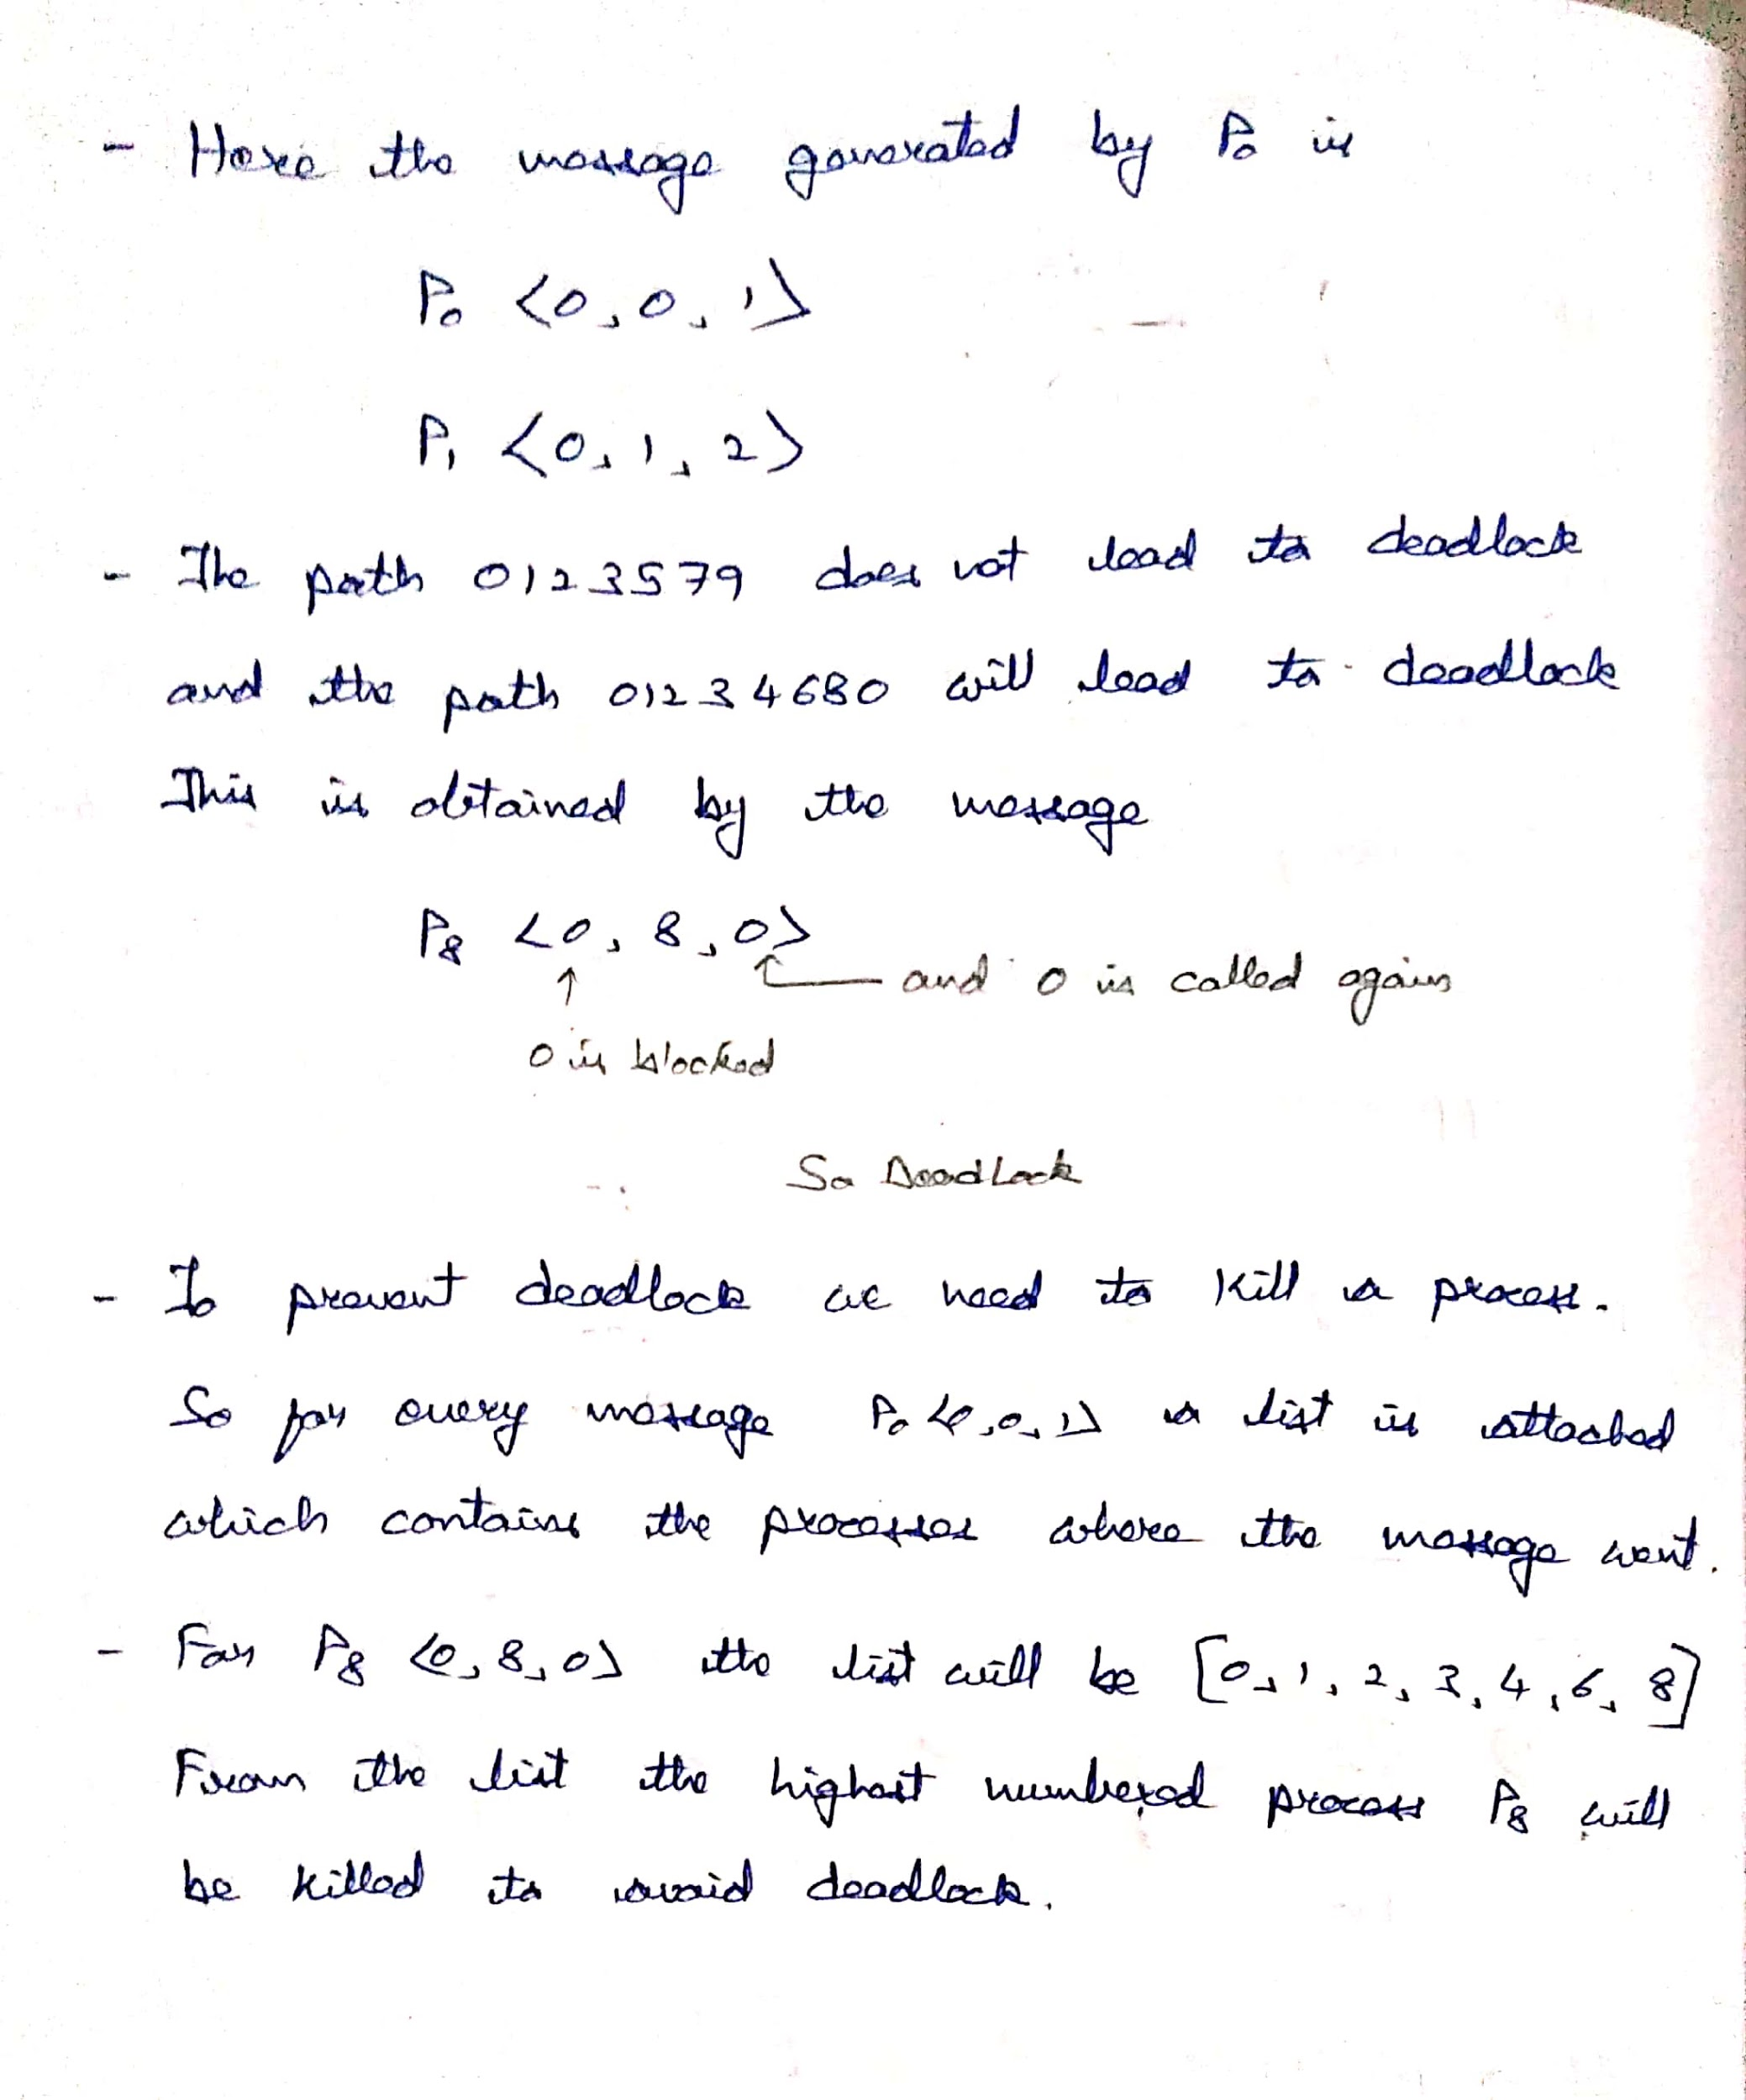 - Here the message generated by P₀ is
P₀ <0, 0, 1>
P₁ <0, 1, 2>
- The path 0123579 does not lead to deadlock
and the path 01234680 will lead to deadlock
This is obtained by the message
P₈ <0, 8, 0>
↑ and 0 is called again
0 is blocked
So DeadLock
- To prevent deadlock we need to kill a process.
So for every message P₀ <0, 0, 1> a list is attached
which contains the processes where the message went.
- For P₈ <0, 8, 0> the list will be [0, 1, 2, 3, 4, 6, 8]
From the list the highest numbered process P₈ will
be killed to avoid deadlock.